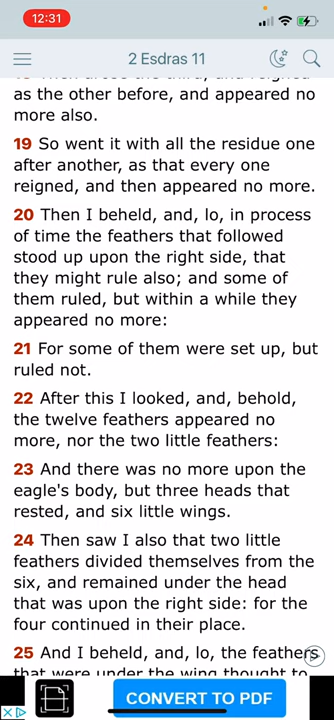 12:31
2 Esdras 11
as the other before, and appeared no
more also.
19 So went it with all the residue one
after another, as that every one
reigned, and then appeared no more.
20 Then I beheld, and, lo, in process
of time the feathers that followed
stood up upon the right side, that
they might rule also; and some of
them ruled, but within a while they
appeared no more:
21 For some of them were set up, but
ruled not.
22 After this I looked, and, behold,
the twelve feathers appeared no
more, nor the two little feathers:
23 And there was no more upon the
eagle's body, but three heads that
rested, and six little wings.
24 Then saw I also that two little
feathers divided themselves from the
six, and remained under the head
that was upon the right side: for the
four continued in their place.
25 And I beheld, and, lo, the feathers
that were under the wing thought to
CONVERT TO PDF